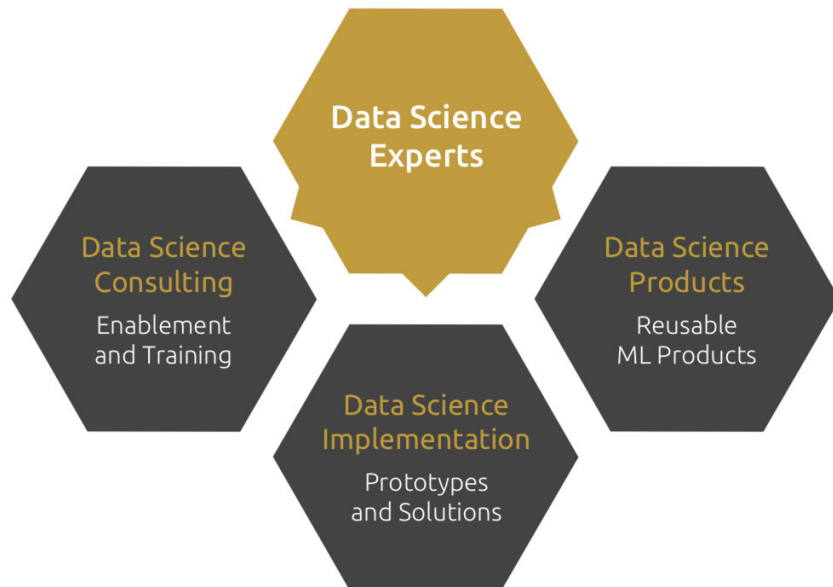 Data Science
Experts
Data Science
Consulting
Enablement
and Training
Data Science
Implementation
Prototypes
and Solutions
Data Science
Products
Reusable
ML Products